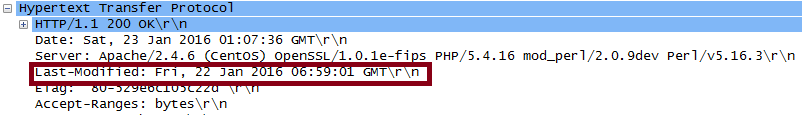 Hypertext Transfer Protocol
HTTP/1.1 200 OK\r\n
Date: Sat, 23 Jan 2016 01:07:36 GMT\r\n
Server: Apache/2.4.6 (CentOS) OpenSSL/1.0.1e-fips PHP/5.4.16 mod_perl/2.0.9dev Perl/v5.16.3\r\n
Last-Modified: Fri, 22 Jan 2016 06:59:01 GMT\r\n
ETag: "80-529e6c105c22d"\r\n
Accept-Ranges: bytes\r\n